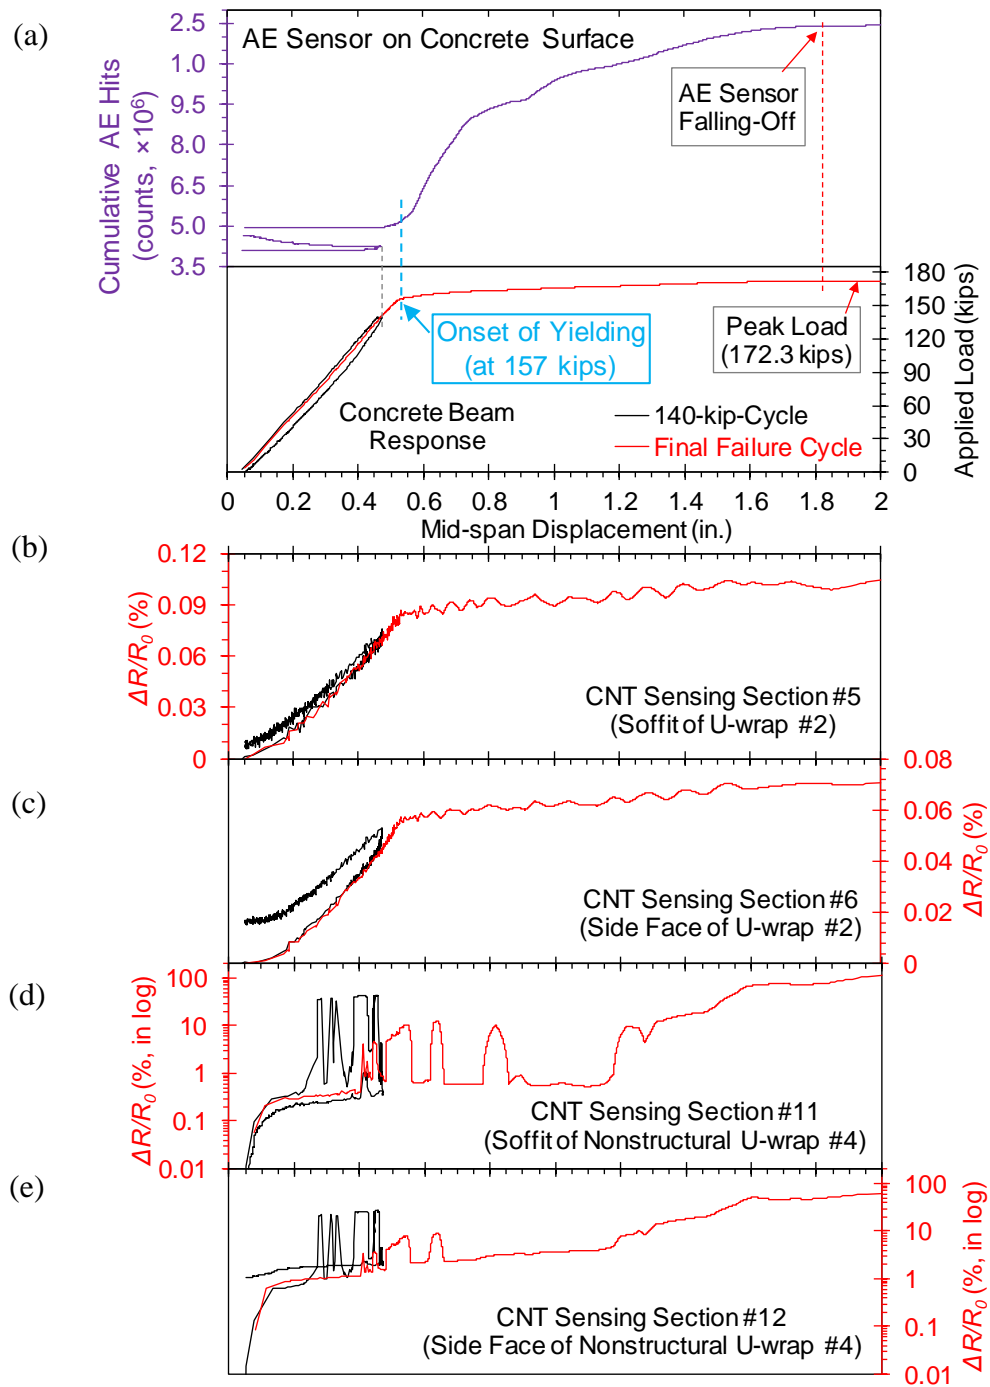 (a)
AE Sensor on Concrete Surface
Cumulative AE Hits
(counts, ×10⁶)
2.5
1.0
9.5
8.0
6.5
5.0
3.5
AE Sensor
Falling-Off
180
150
120
90
60
30
0
Applied Load (kips)
Onset of Yielding
(at 157 kips)
Peak Load
(172.3 kips)
Concrete Beam
Response
140-kip-Cycle
Final Failure Cycle
0 0.2 0.4 0.6 0.8 1 1.2 1.4 1.6 1.8 2
Mid-span Displacement (in.)
(b)
ΔR/R₀ (%)
0.12
0.09
0.06
0.03
0
CNT Sensing Section #5
(Soffit of U-wrap #2)
(c)
0.08
0.06
0.04
0.02
0
ΔR/R₀ (%)
CNT Sensing Section #6
(Side Face of U-wrap #2)
(d)
ΔR/R₀ (%, in log)
100
10
1
0.1
0.01
CNT Sensing Section #11
(Soffit of Nonstructural U-wrap #4)
(e)
100
10
1
0.1
0.01
ΔR/R₀ (%, in log)
CNT Sensing Section #12
(Side Face of Nonstructural U-wrap #4)